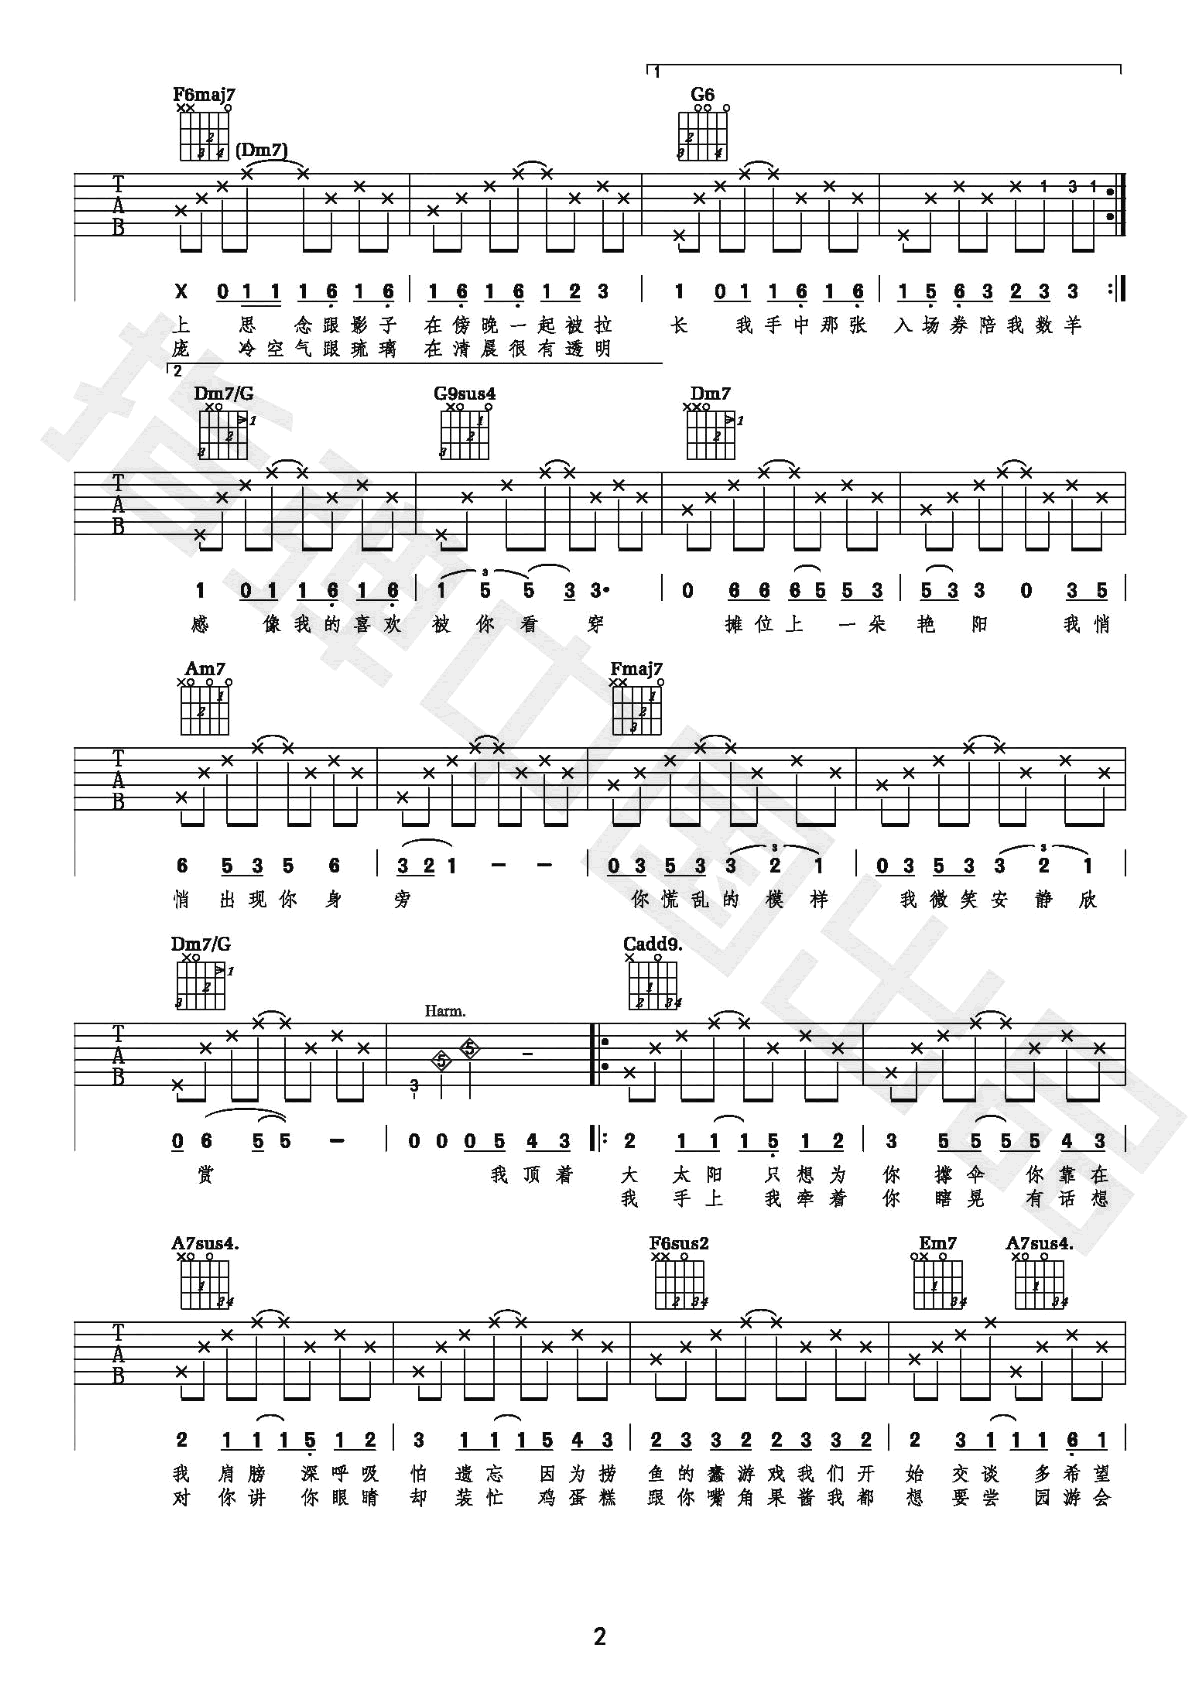 1
F6maj7 G6
(Dm7)
T A B 1 3 1
X 0 1 1 1 6 1 6 | 1 6 1 6 1 2 3 | 1 0 1 1 6 1 6 | 1 5 6 3 2 3 3 :|
上 思 念 跟 影 子 在 傍 晚 一 起 被 拉 长 我 手 中 那 张 入 场 券 陪 我 数 羊
庞 冷 空 气 跟 琉 璃 在 清 晨 很 有 透 明
2
Dm7/G G9sus4 Dm7
T A B
1 0 1 1 6 1 6 | 1 5 5 3 3· | 0 6 6 6 5 5 3 | 5 3 3 0 3 5
感 像 我 的 喜 欢 被 你 看 穿 摊 位 上 一 朵 艳 阳 我 悄
Am7 Fmaj7
T A B
6 5 3 5 6 | 3 2 1 – – | 0 3 5 3 3 2 1 | 0 3 5 3 3 2 1
悄 出 现 你 身 旁 你 慌 乱 的 模 样 我 微 笑 安 静 欣
Dm7/G Cadd9.
Harm.
T A B 3 5 5 –
0 6 5 5 – | 0 0 0 5 4 3 |: 2 1 1 1 5 1 2 | 3 5 5 5 5 4 3
赏 我 顶 着 大 太 阳 只 想 为 你 撑 伞 你 靠 在
我 手 上 我 牵 着 你 瞎 晃 有 话 想
A7sus4. F6sus2 Em7 A7sus4.
T A B
2 1 1 1 5 1 2 | 3 1 1 1 5 4 3 | 2 3 3 2 2 3 3 2 | 2 3 1 1 6 1
我 肩 膀 深 呼 吸 怕 遗 忘 因 为 捞 鱼 的 蠢 游 戏 我 们 开 始 交 谈 多 希 望
对 你 讲 你 眼 睛 却 装 忙 鸡 蛋 糕 跟 你 嘴 角 果 酱 我 都 想 要 尝 园 游 会
2
指弹中国出品